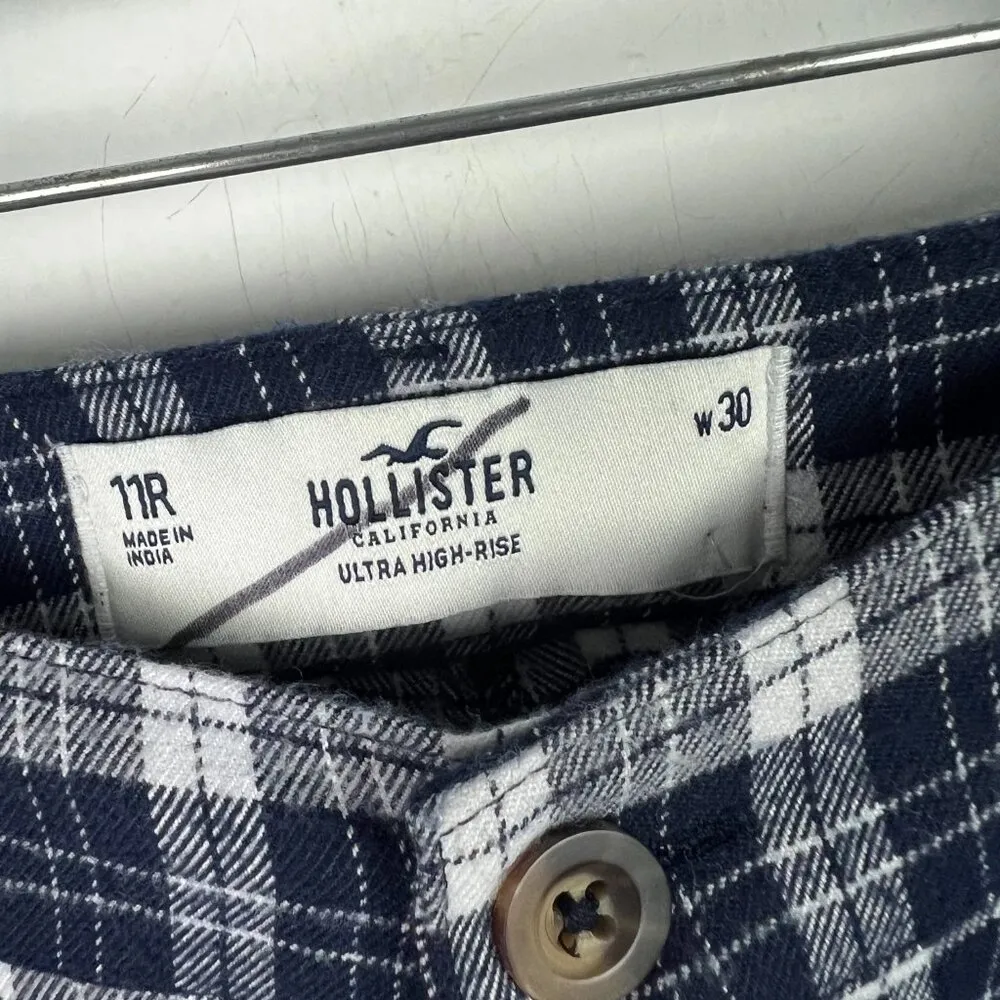 11R
MADE IN
INDIA
HOLLISTER
CALIFORNIA
ULTRA HIGH-RISE
W30